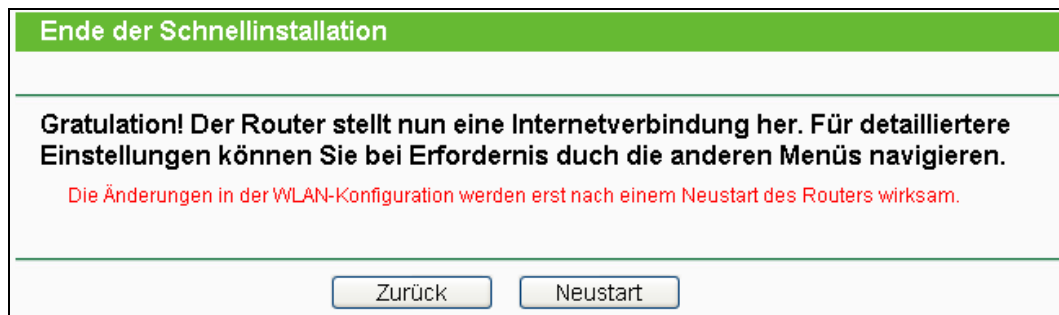 Ende der Schnellinstallation
Gratulation! Der Router stellt nun eine Internetverbindung her. Für detailliertere
Einstellungen können Sie bei Erfordernis duch die anderen Menüs navigieren.
Die Änderungen in der WLAN-Konfiguration werden erst nach einem Neustart des Routers wirksam.
Zurück
Neustart